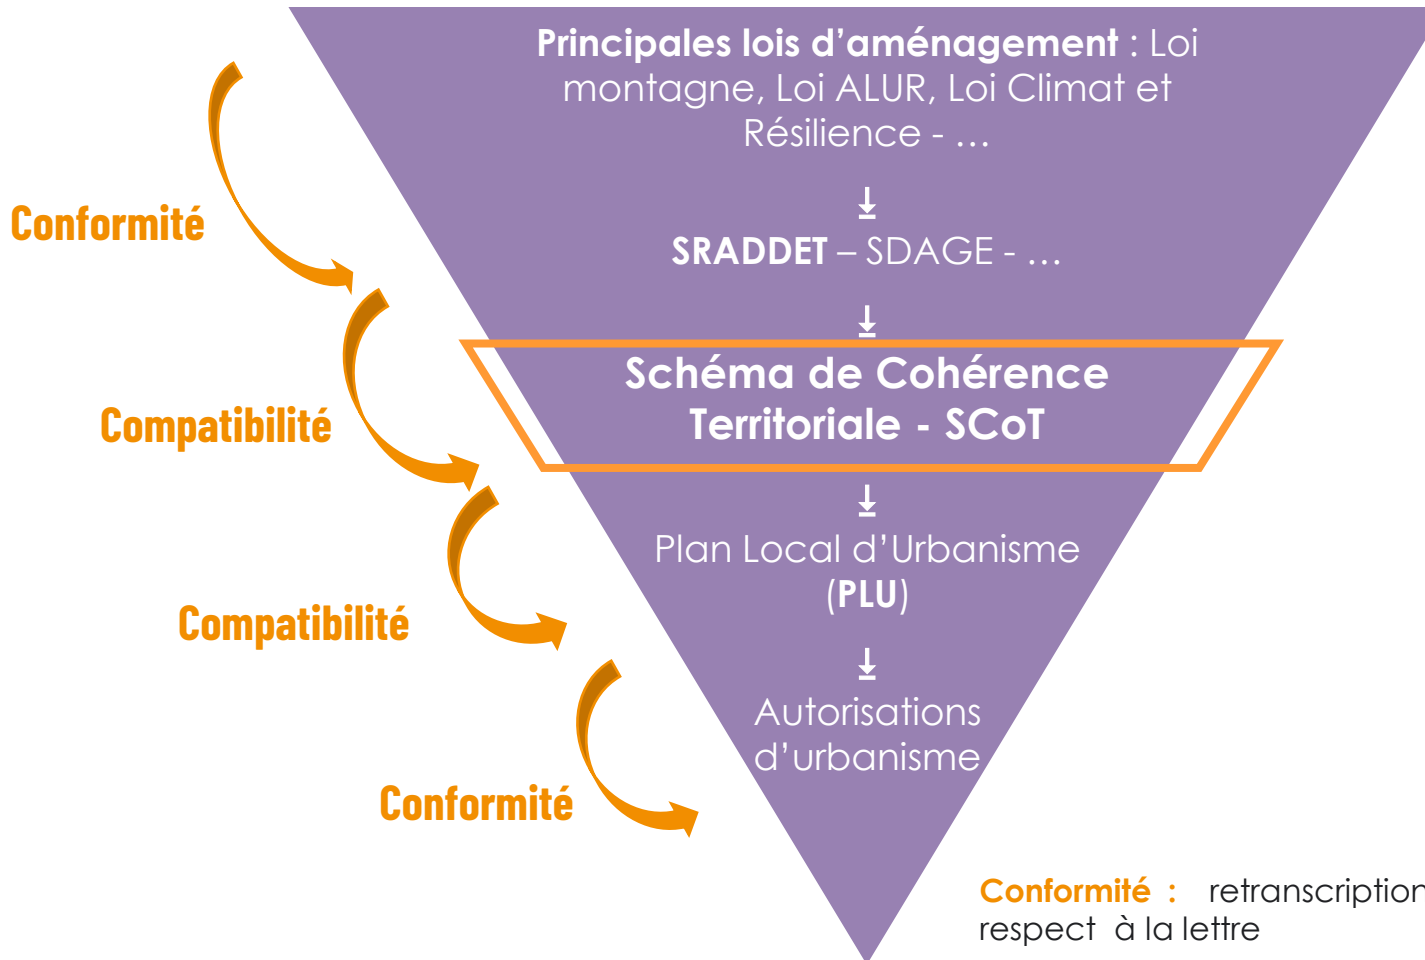 Principales lois d’aménagement : Loi
montagne, Loi ALUR, Loi Climat et
Résilience - …
SRADDET – SDAGE - …
Schéma de Cohérence
Territoriale - SCoT
Plan Local d’Urbanisme
(PLU)
Autorisations
d’urbanisme
Conformité
Compatibilité
Compatibilité
Conformité
Conformité : retranscription
respect à la lettre